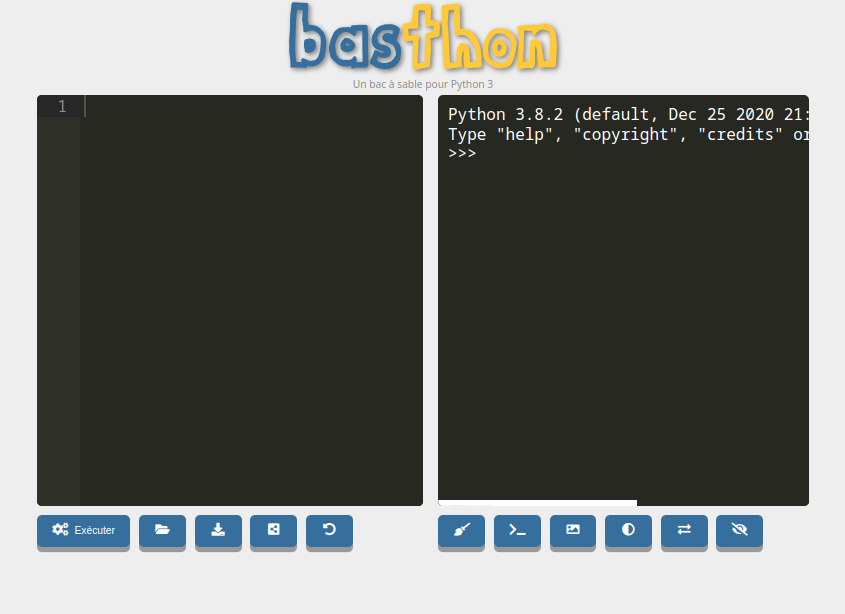 basthon
Un bac à sable pour Python 3
1
Python 3.8.2 (default, Dec 25 2020 21:
Type "help", "copyright", "credits" or
>>>
Exécuter